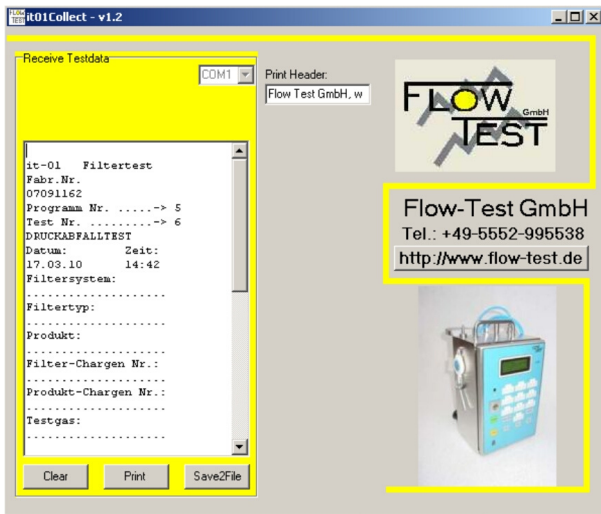 it01Collect - v1.2
Receive Testdata
COM1
Print Header:
Flow Test GmbH, w
FLOW
GmbH
TEST
it-01   Filtertest
Fabr.Nr.
07091162
Programm Nr. .....-> 5
Test Nr. .........-> 6
DRUCKABFALLTEST
Datum:        Zeit:
17.03.10      14:42
Filtersystem:
....................
Filtertyp:
....................
Produkt:
....................
Filter-Chargen Nr.:
....................
Produkt-Chargen Nr.:
....................
Testgas:
....................
Clear
Print
Save2File
Flow-Test GmbH
Tel.: +49-5552-995538
http://www.flow-test.de